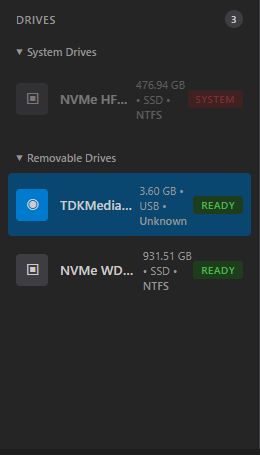 DRIVES 3
▼ System Drives
NVMe HF... 476.94 GB • SSD • NTFS SYSTEM
▼ Removable Drives
TDKMedia... 3.60 GB • USB • Unknown READY
NVMe WD... 931.51 GB • SSD • NTFS READY